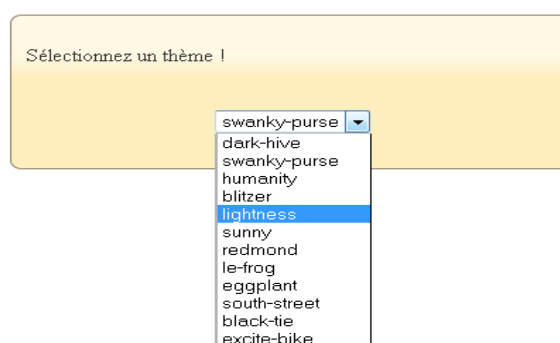 Sélectionnez un thème !
swanky-purse
dark-hive
swanky-purse
humanity
blitzer
lightness
sunny
redmond
le-frog
eggplant
south-street
black-tie
excite-bike